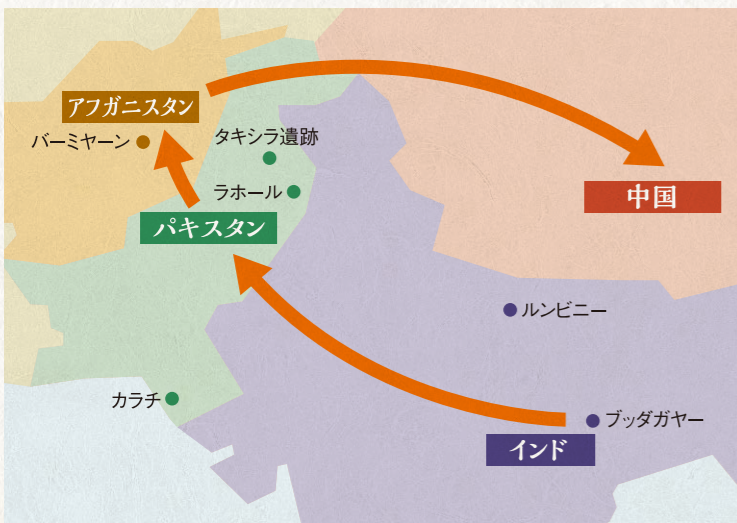 アフガニスタン
バーミヤーン
タキシラ遺跡
ラホール
中国
パキスタン
ルンビニー
カラチ
ブッダガヤー
インド